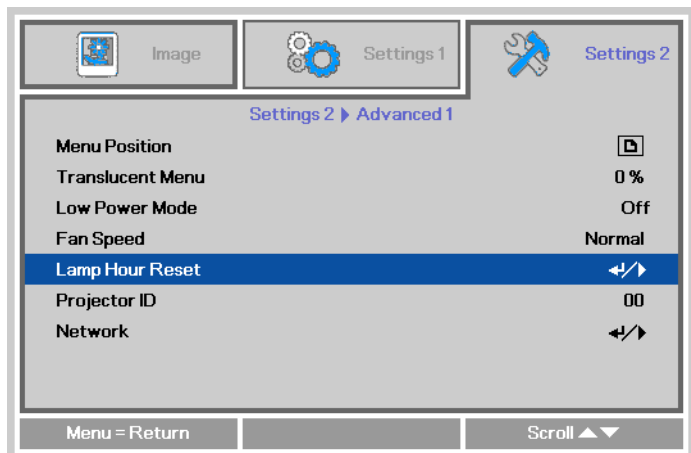 Image
Settings 1
Settings 2
Settings 2 Advanced 1
Menu Position
Translucent Menu 0 %
Low Power Mode Off
Fan Speed Normal
Lamp Hour Reset
Projector ID 00
Network
Menu = Return Scroll